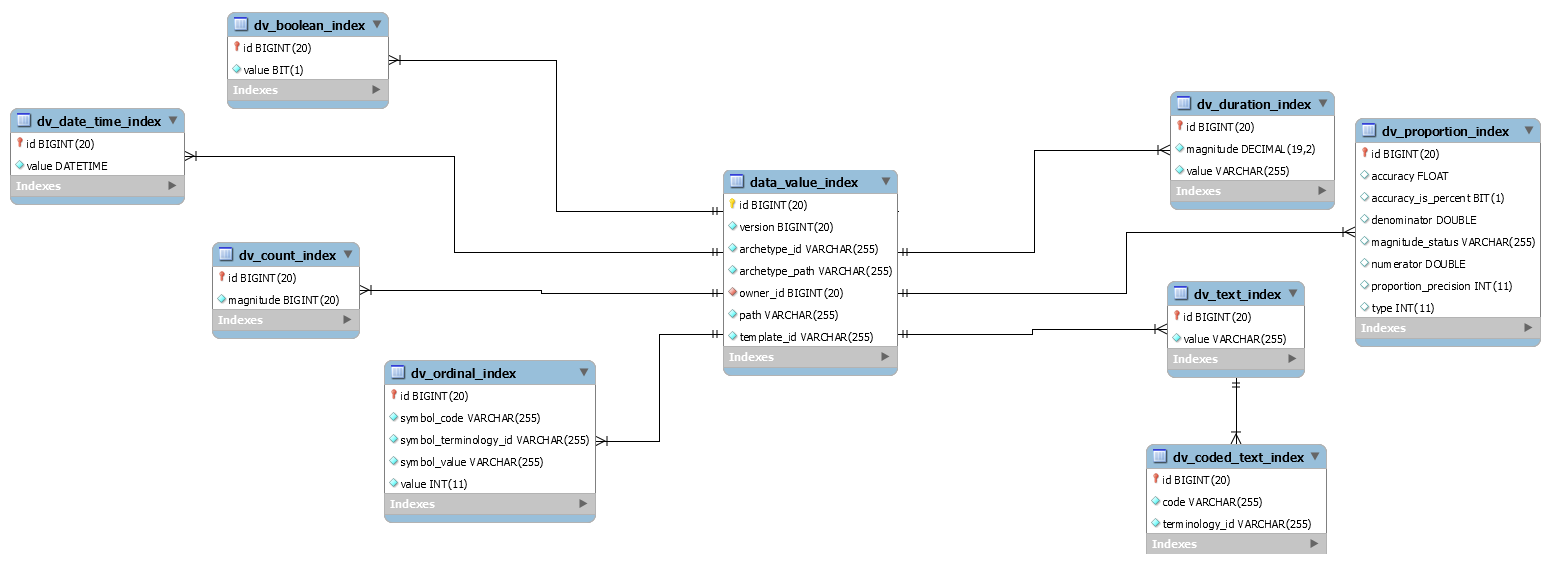 dv_boolean_index
id BIGINT(20)
value BIT(1)
Indexes
dv_date_time_index
id BIGINT(20)
value DATETIME
Indexes
dv_count_index
id BIGINT(20)
magnitude BIGINT(20)
Indexes
dv_ordinal_index
id BIGINT(20)
symbol_code VARCHAR(255)
symbol_terminology_id VARCHAR(255)
symbol_value VARCHAR(255)
value INT(11)
Indexes
data_value_index
id BIGINT(20)
version BIGINT(20)
archetype_id VARCHAR(255)
archetype_path VARCHAR(255)
owner_id BIGINT(20)
path VARCHAR(255)
template_id VARCHAR(255)
Indexes
dv_duration_index
id BIGINT(20)
magnitude DECIMAL(19,2)
value VARCHAR(255)
Indexes
dv_proportion_index
id BIGINT(20)
accuracy FLOAT
accuracy_is_percent BIT(1)
denominator DOUBLE
magnitude_status VARCHAR(255)
numerator DOUBLE
proportion_precision INT(11)
type INT(11)
Indexes
dv_text_index
id BIGINT(20)
value VARCHAR(255)
Indexes
dv_coded_text_index
id BIGINT(20)
code VARCHAR(255)
terminology_id VARCHAR(255)
Indexes